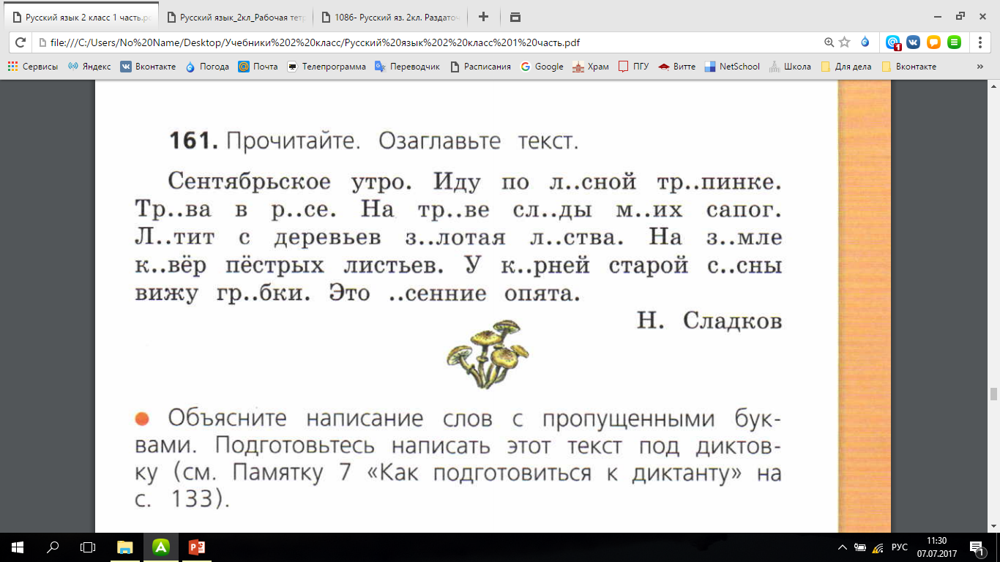 Русский язык 2 класс 1 часть.pd
Русский язык_2кл_Рабочая тетр
1086- Русский яз. 2кл. Раздаточ
file:///C:/Users/No%20Name/Desktop/Учебники%202%20класс/Русский%20язык%202%20класс%201%20часть.pdf
1
Сервисы Яндекс Вконтакте Погода Почта Телепрограмма Переводчик Расписания Google Храм ПГУ Витте NetSchool Школа Для дела Вконтакте »
161. Прочитайте. Озаглавьте текст.
Сентябрьское утро. Иду по л..сной тр..пинке.
Тр..ва в р..се. На тр..ве сл..ды м..их сапог.
Л..тит с деревьев з..лотая л..ства. На з..мле
к..вёр пёстрых листьев. У к..рней старой с..сны
вижу гр..бки. Это ..сенние опята.
Н. Сладков
Объясните написание слов с пропущенными бук-
вами. Подготовьтесь написать этот текст под диктов-
ку (см. Памятку 7 «Как подготовиться к диктанту» на
с. 133).
РУС
11:30
07.07.2017
1